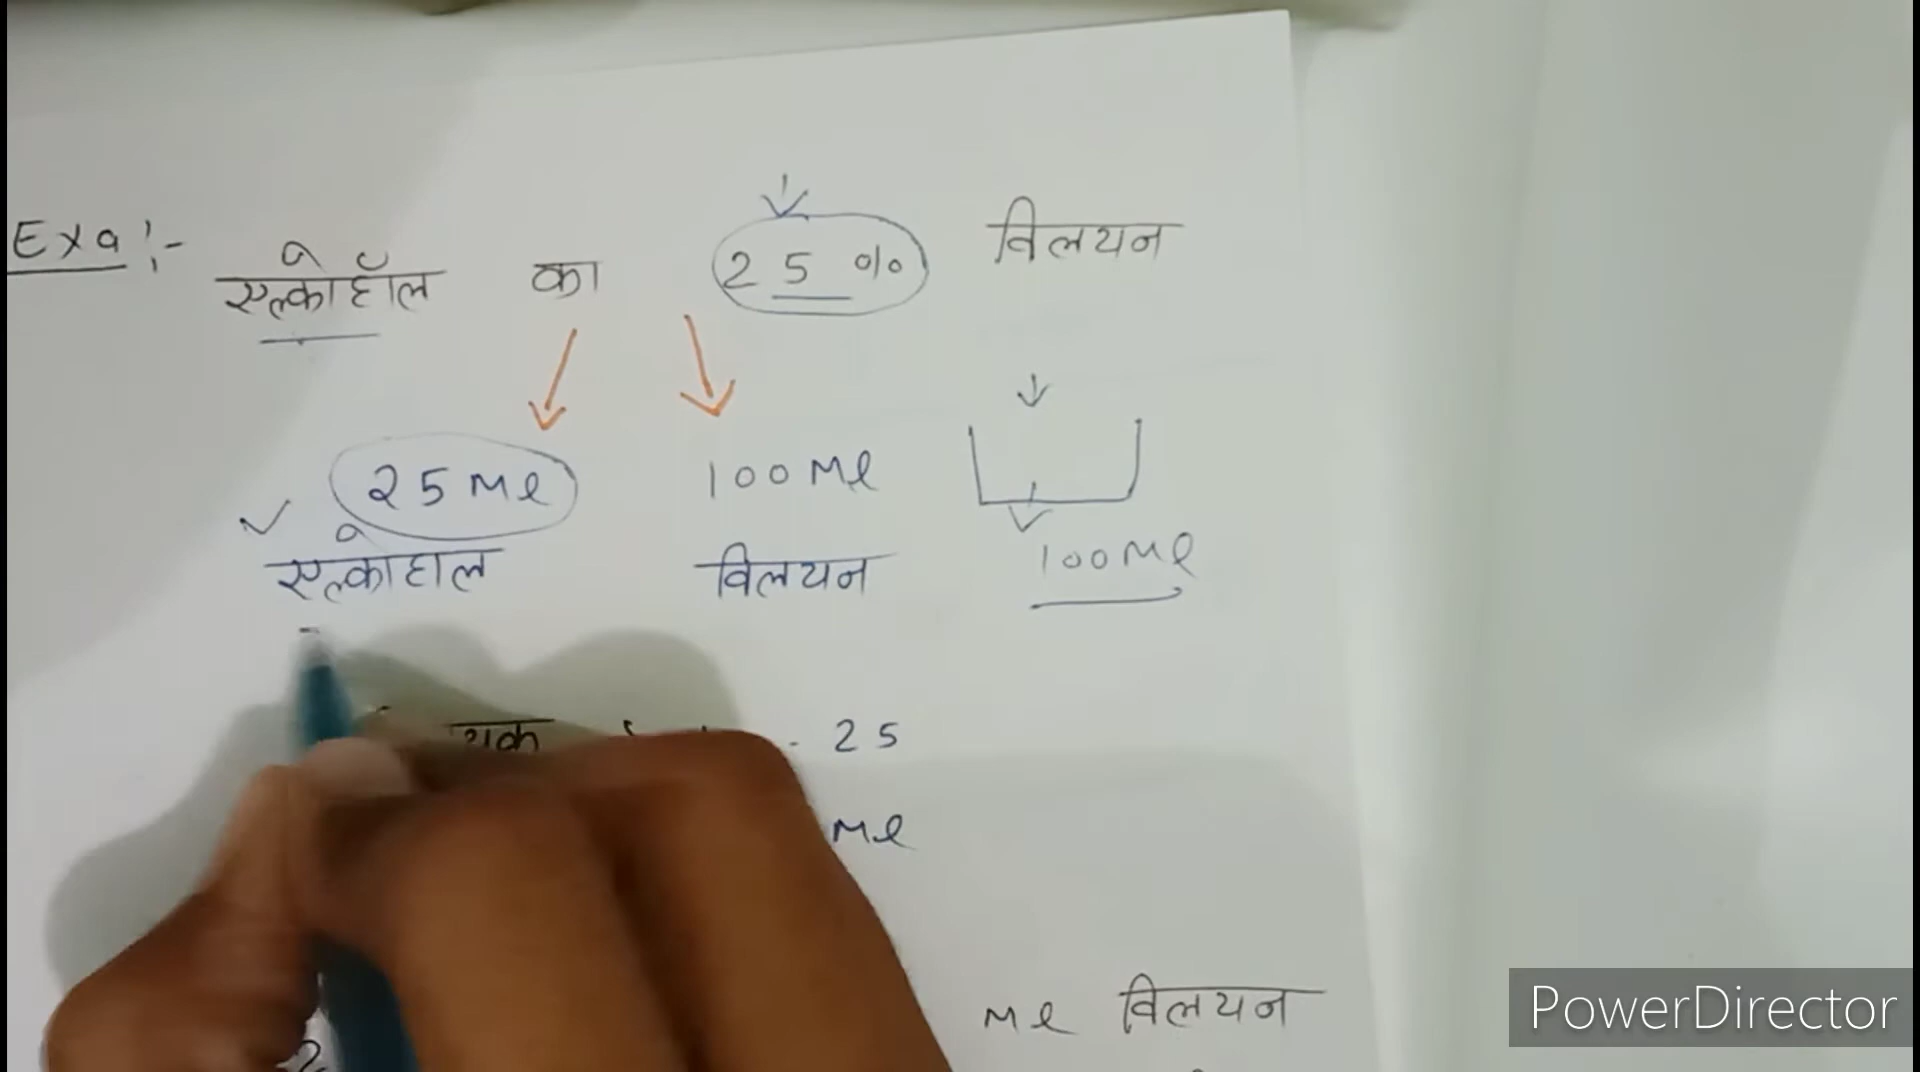 Exa:- एल्कोहॉल का 25% विलयन
25 Ml 100 Ml
एल्कोहाल विलयन 100 Ml
25
Ml
Ml विलयन
PowerDirector